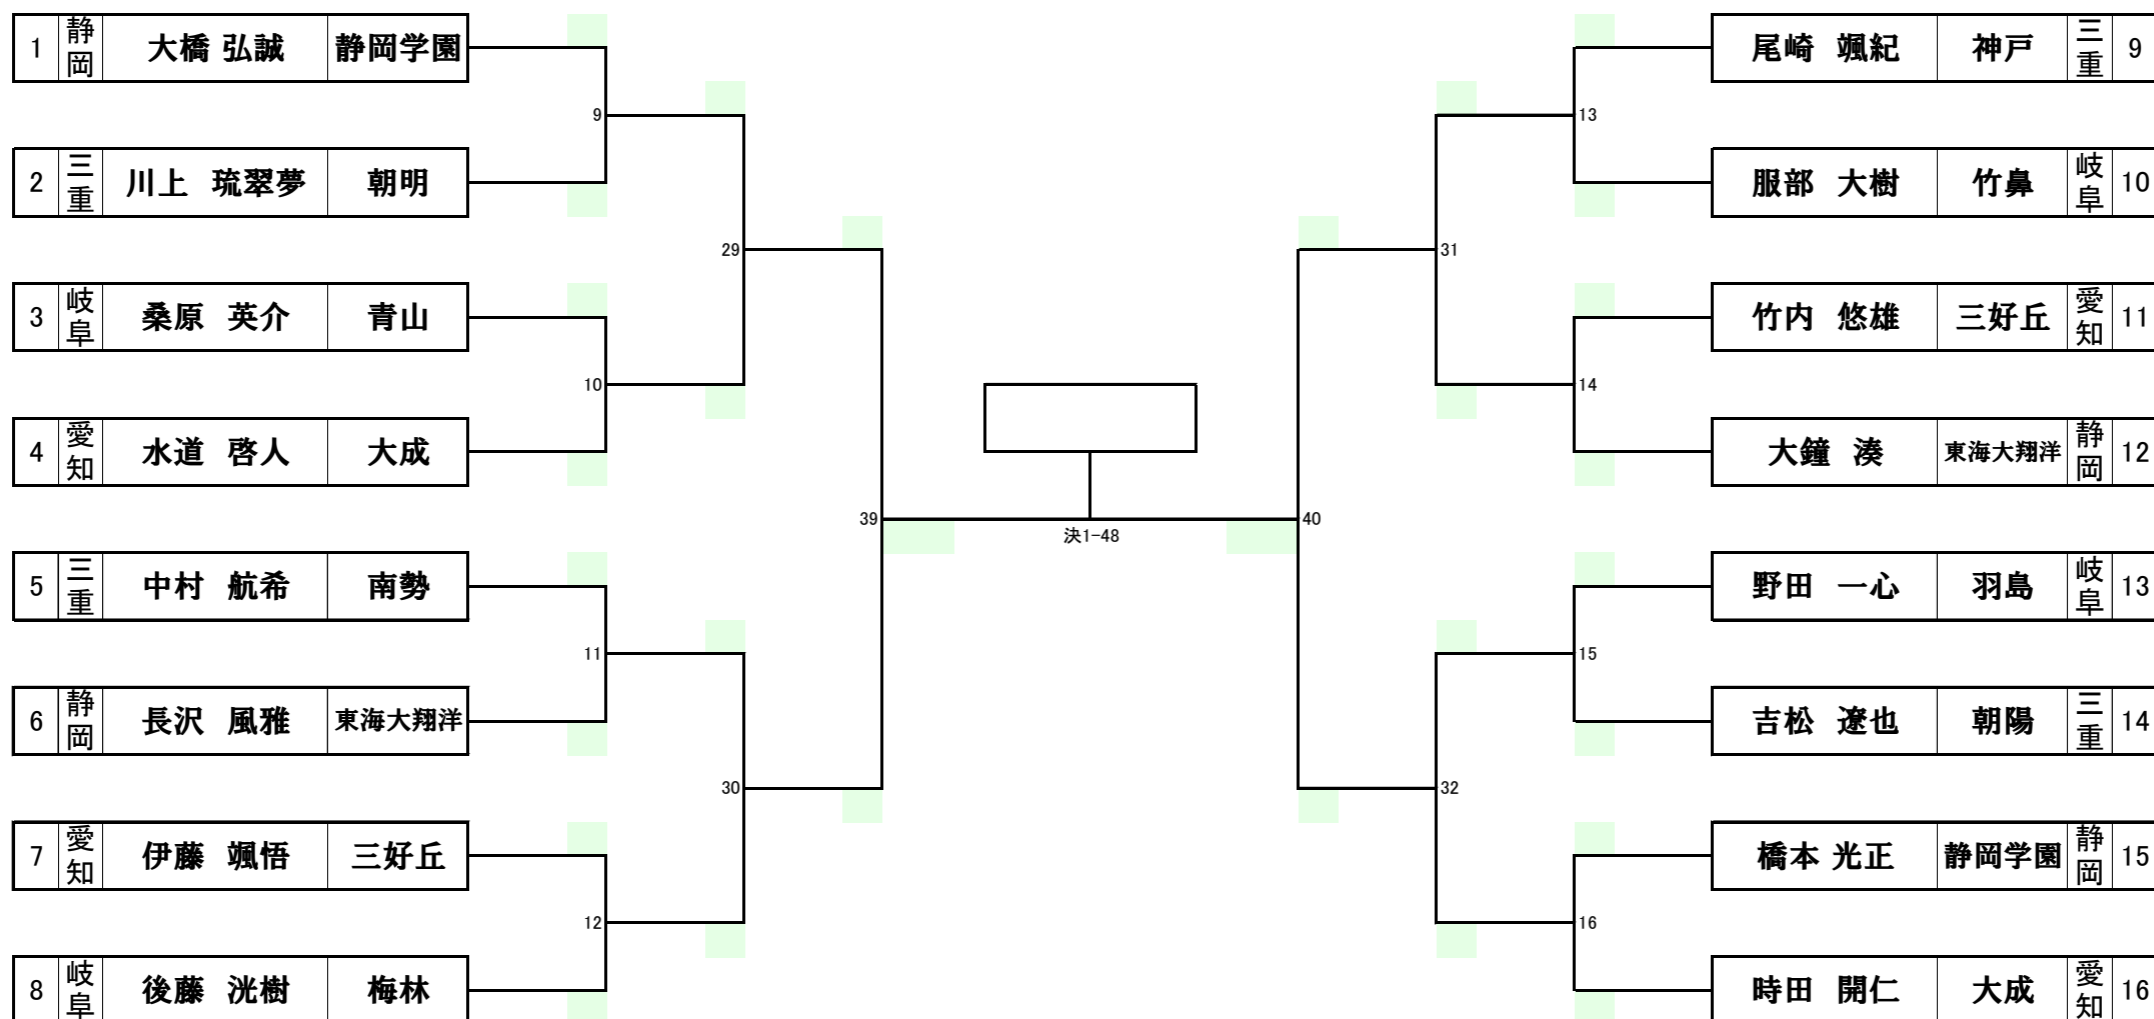 1 静岡 大橋 弘誠 静岡学園
2 三重 川上 琉翠夢 朝明
3 岐阜 桑原 英介 青山
4 愛知 水道 啓人 大成
5 三重 中村 航希 南勢
6 静岡 長沢 風雅 東海大翔洋
7 愛知 伊藤 颯悟 三好丘
8 岐阜 後藤 洸樹 梅林
9
10
11
12
29
30
39
決1-48
40
31
32
13
14
15
16
尾崎 颯紀 神戸 三重 9
服部 大樹 竹鼻 岐阜 10
竹内 悠雄 三好丘 愛知 11
大鐘 湊 東海大翔洋 静岡 12
野田 一心 羽島 岐阜 13
吉松 遼也 朝陽 三重 14
橋本 光正 静岡学園 静岡 15
時田 開仁 大成 愛知 16